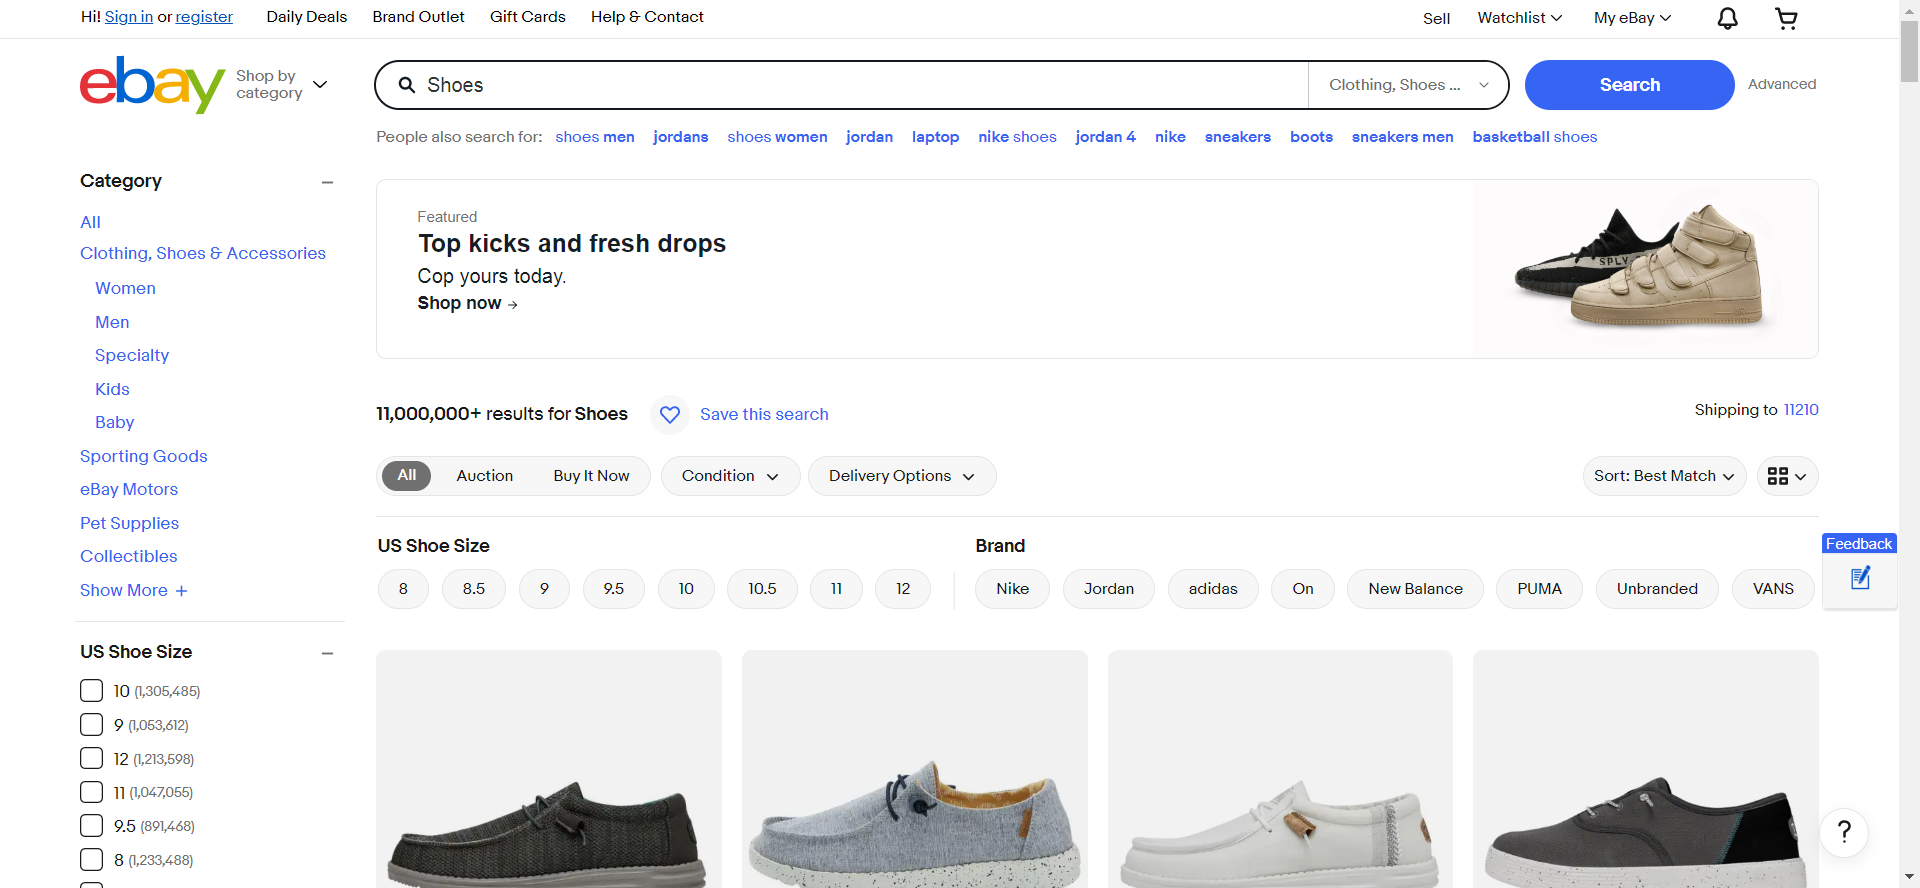 Hi! Sign in or register Daily Deals Brand Outlet Gift Cards Help & Contact Sell Watchlist My eBay
ebay
Shop by
category
Shoes Clothing, Shoes ... Search Advanced
People also search for: shoes men jordans shoes women jordan laptop nike shoes jordan 4 nike sneakers boots sneakers men basketball shoes
Category
All
Clothing, Shoes & Accessories
Women
Men
Specialty
Kids
Baby
Sporting Goods
eBay Motors
Pet Supplies
Collectibles
Show More +
US Shoe Size
10 (1,305,485)
9 (1,053,612)
12 (1,213,598)
11 (1,047,055)
9.5 (891,468)
8 (1,233,488)
Featured
Top kicks and fresh drops
Cop yours today.
Shop now →
SPLY
11,000,000+ results for Shoes Save this search Shipping to 11210
All Auction Buy It Now Condition Delivery Options Sort: Best Match
US Shoe Size Brand
8 8.5 9 9.5 10 10.5 11 12 Nike Jordan adidas On New Balance PUMA Unbranded VANS
Feedback
?